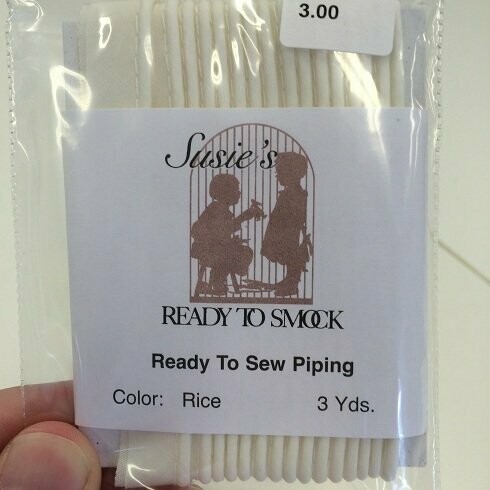 3.00
Susie's
READY TO SMOCK
Ready To Sew Piping
Color: Rice 3 Yds.